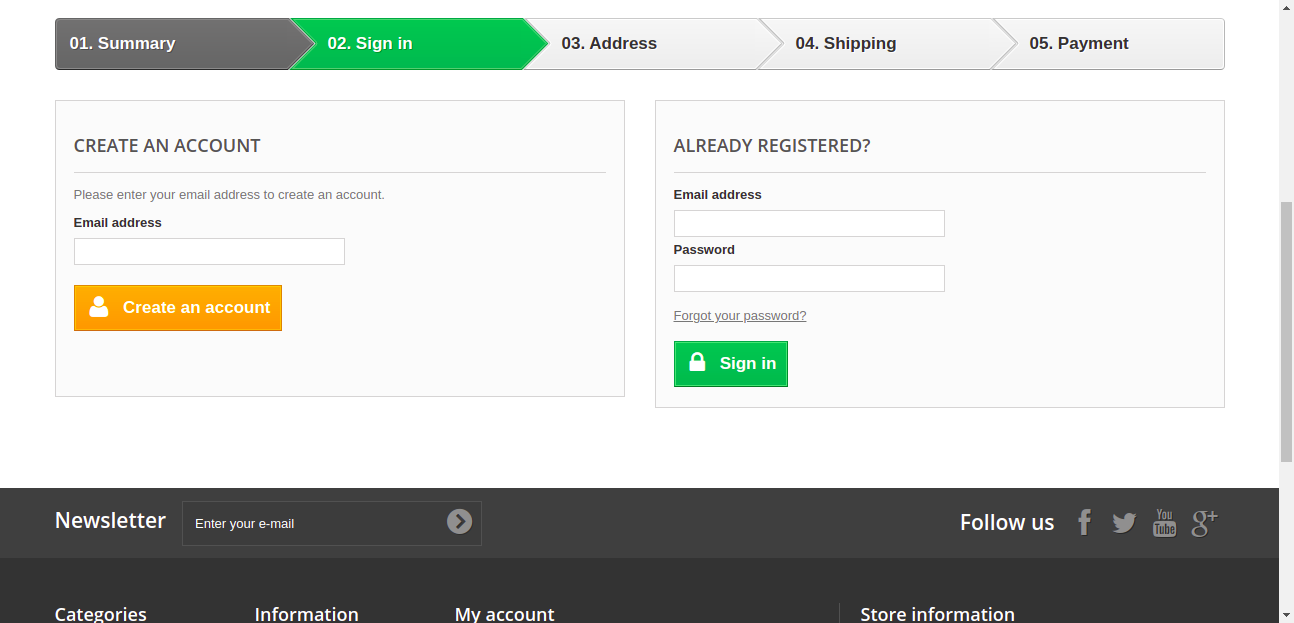 01. Summary
02. Sign in
03. Address
04. Shipping
05. Payment
CREATE AN ACCOUNT
Please enter your email address to create an account.
Email address
Create an account
ALREADY REGISTERED?
Email address
Password
Forgot your password?
Sign in
Newsletter
Enter your e-mail
Follow us
f
You
Tube
g+
Categories
Information
My account
Store information